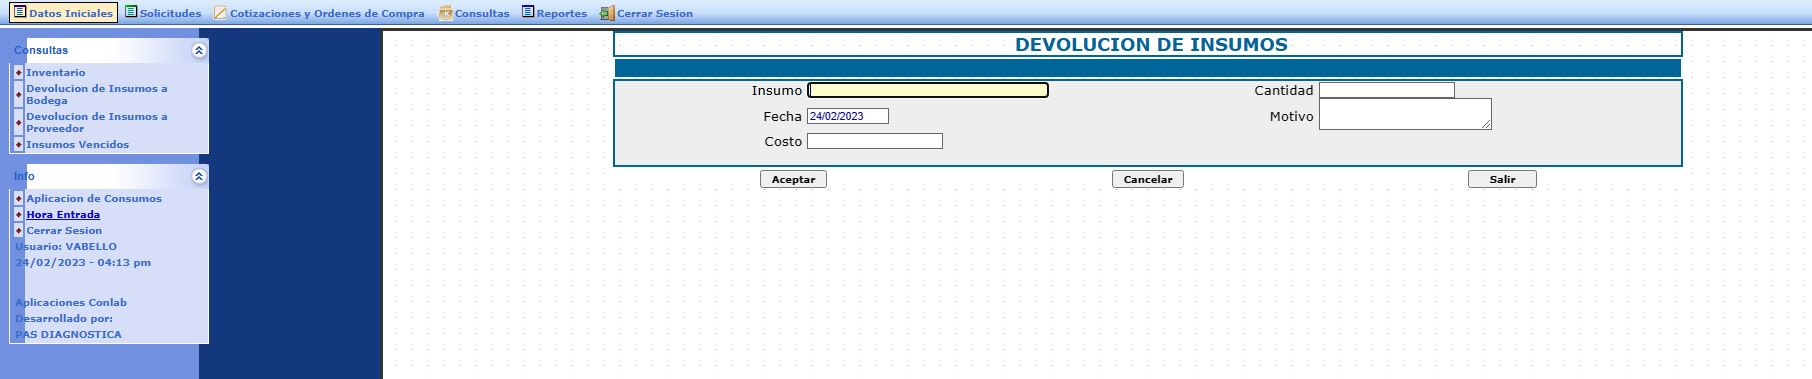 Datos Iniciales Solicitudes Cotizaciones y Ordenes de Compra Consultas Reportes Cerrar Sesion
Consultas
Inventario
Devolucion de Insumos a
Bodega
Devolucion de Insumos a
Proveedor
Insumos Vencidos
Info
Aplicacion de Consumos
Hora Entrada
Cerrar Sesion
Usuario: VABELLO
24/02/2023 - 04:13 pm
Aplicaciones Conlab
Desarrollado por:
PAS DIAGNOSTICA
DEVOLUCION DE INSUMOS
Insumo Cantidad
Fecha 24/02/2023 Motivo
Costo
Aceptar Cancelar Salir